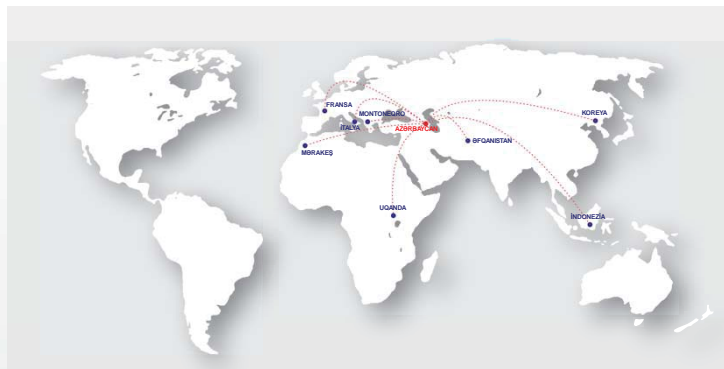 FRANSA
MONTONEQRO
KOREYA
İTALYA
AZƏRBAYCAN
ƏFQANISTAN
MƏRAKEŞ
UQANDA
İNDONEZİA